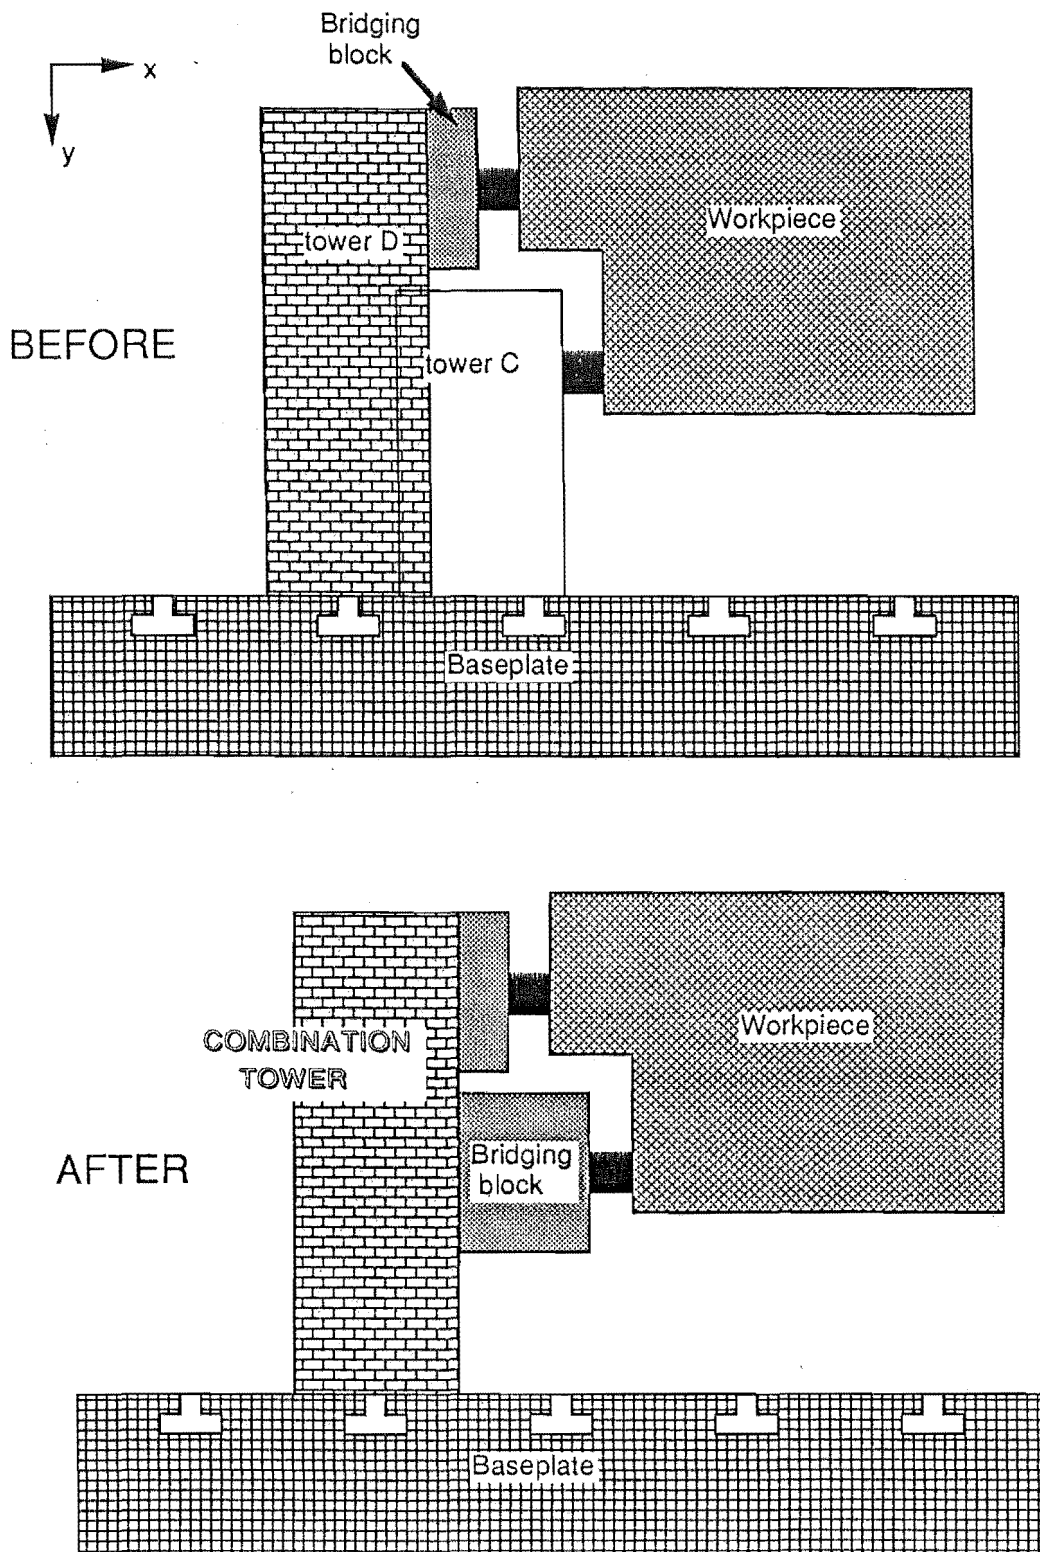 Bridging
block
x
y
Workpiece
tower D
BEFORE
tower C
Baseplate
COMBINATION
TOWER
Workpiece
AFTER
Bridging
block
Baseplate